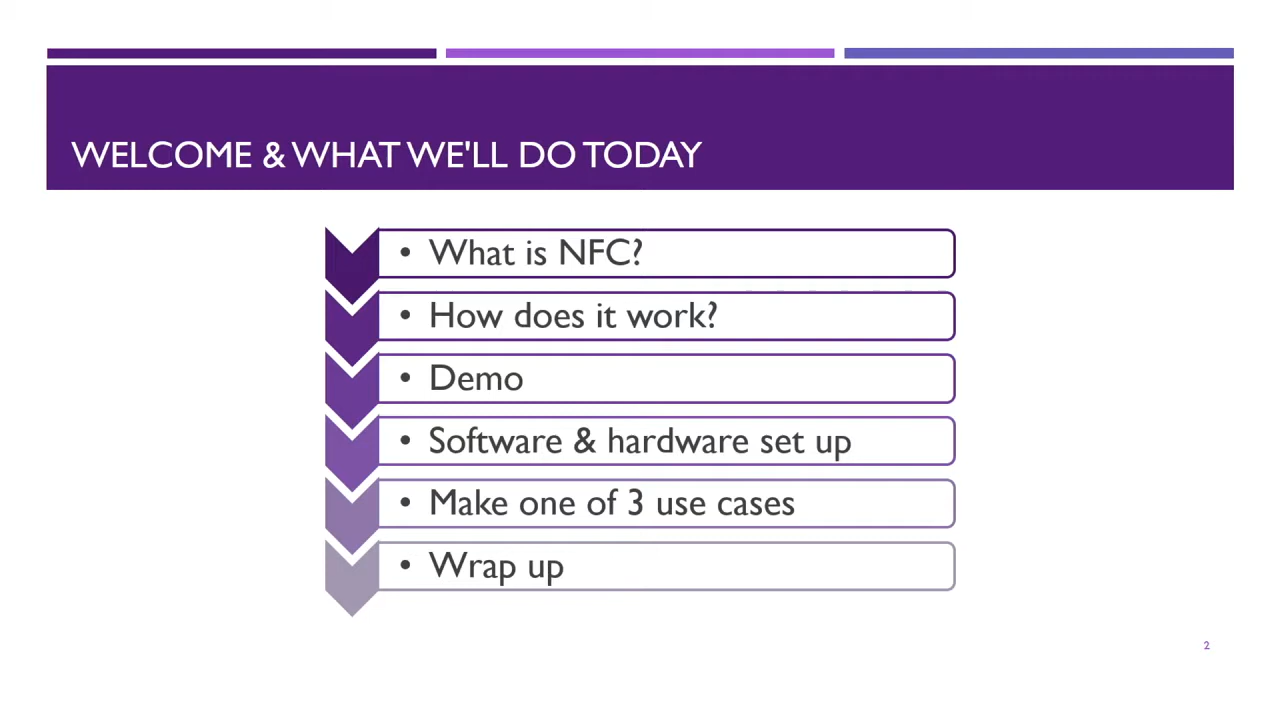 WELCOME & WHAT WE'LL DO TODAY
• What is NFC?
• How does it work?
• Demo
• Software & hardware set up
• Make one of 3 use cases
• Wrap up
2